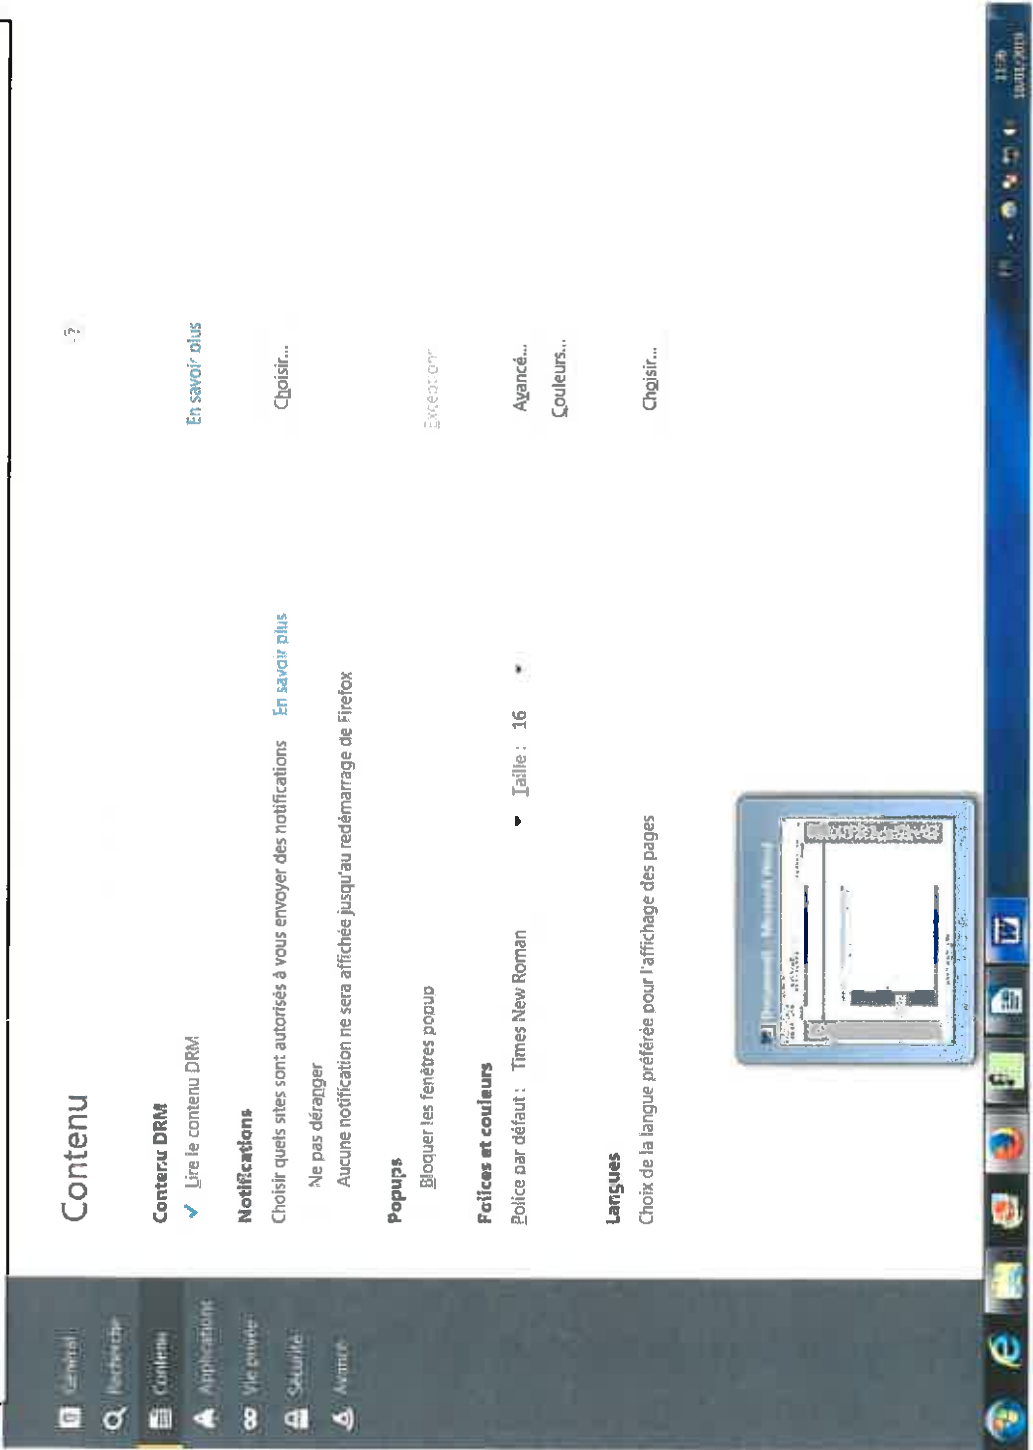 Général
Recherche
Contenu
Applications
Vie privée
Sécurité
Avancé
Contenu
?
Contenu DRM
Lire le contenu DRM En savoir plus
Notifications
Choisir quels sites sont autorisés à vous envoyer des notifications En savoir plus Choisir...
Ne pas déranger
Aucune notification ne sera affichée jusqu'au redémarrage de Firefox
Popups
Bloquer les fenêtres popup Exceptions
Polices et couleurs
Police par défaut : Times New Roman Taille : 16 Avancé...
Couleurs...
Langues
Choix de la langue préférée pour l'affichage des pages Choisir...
FR